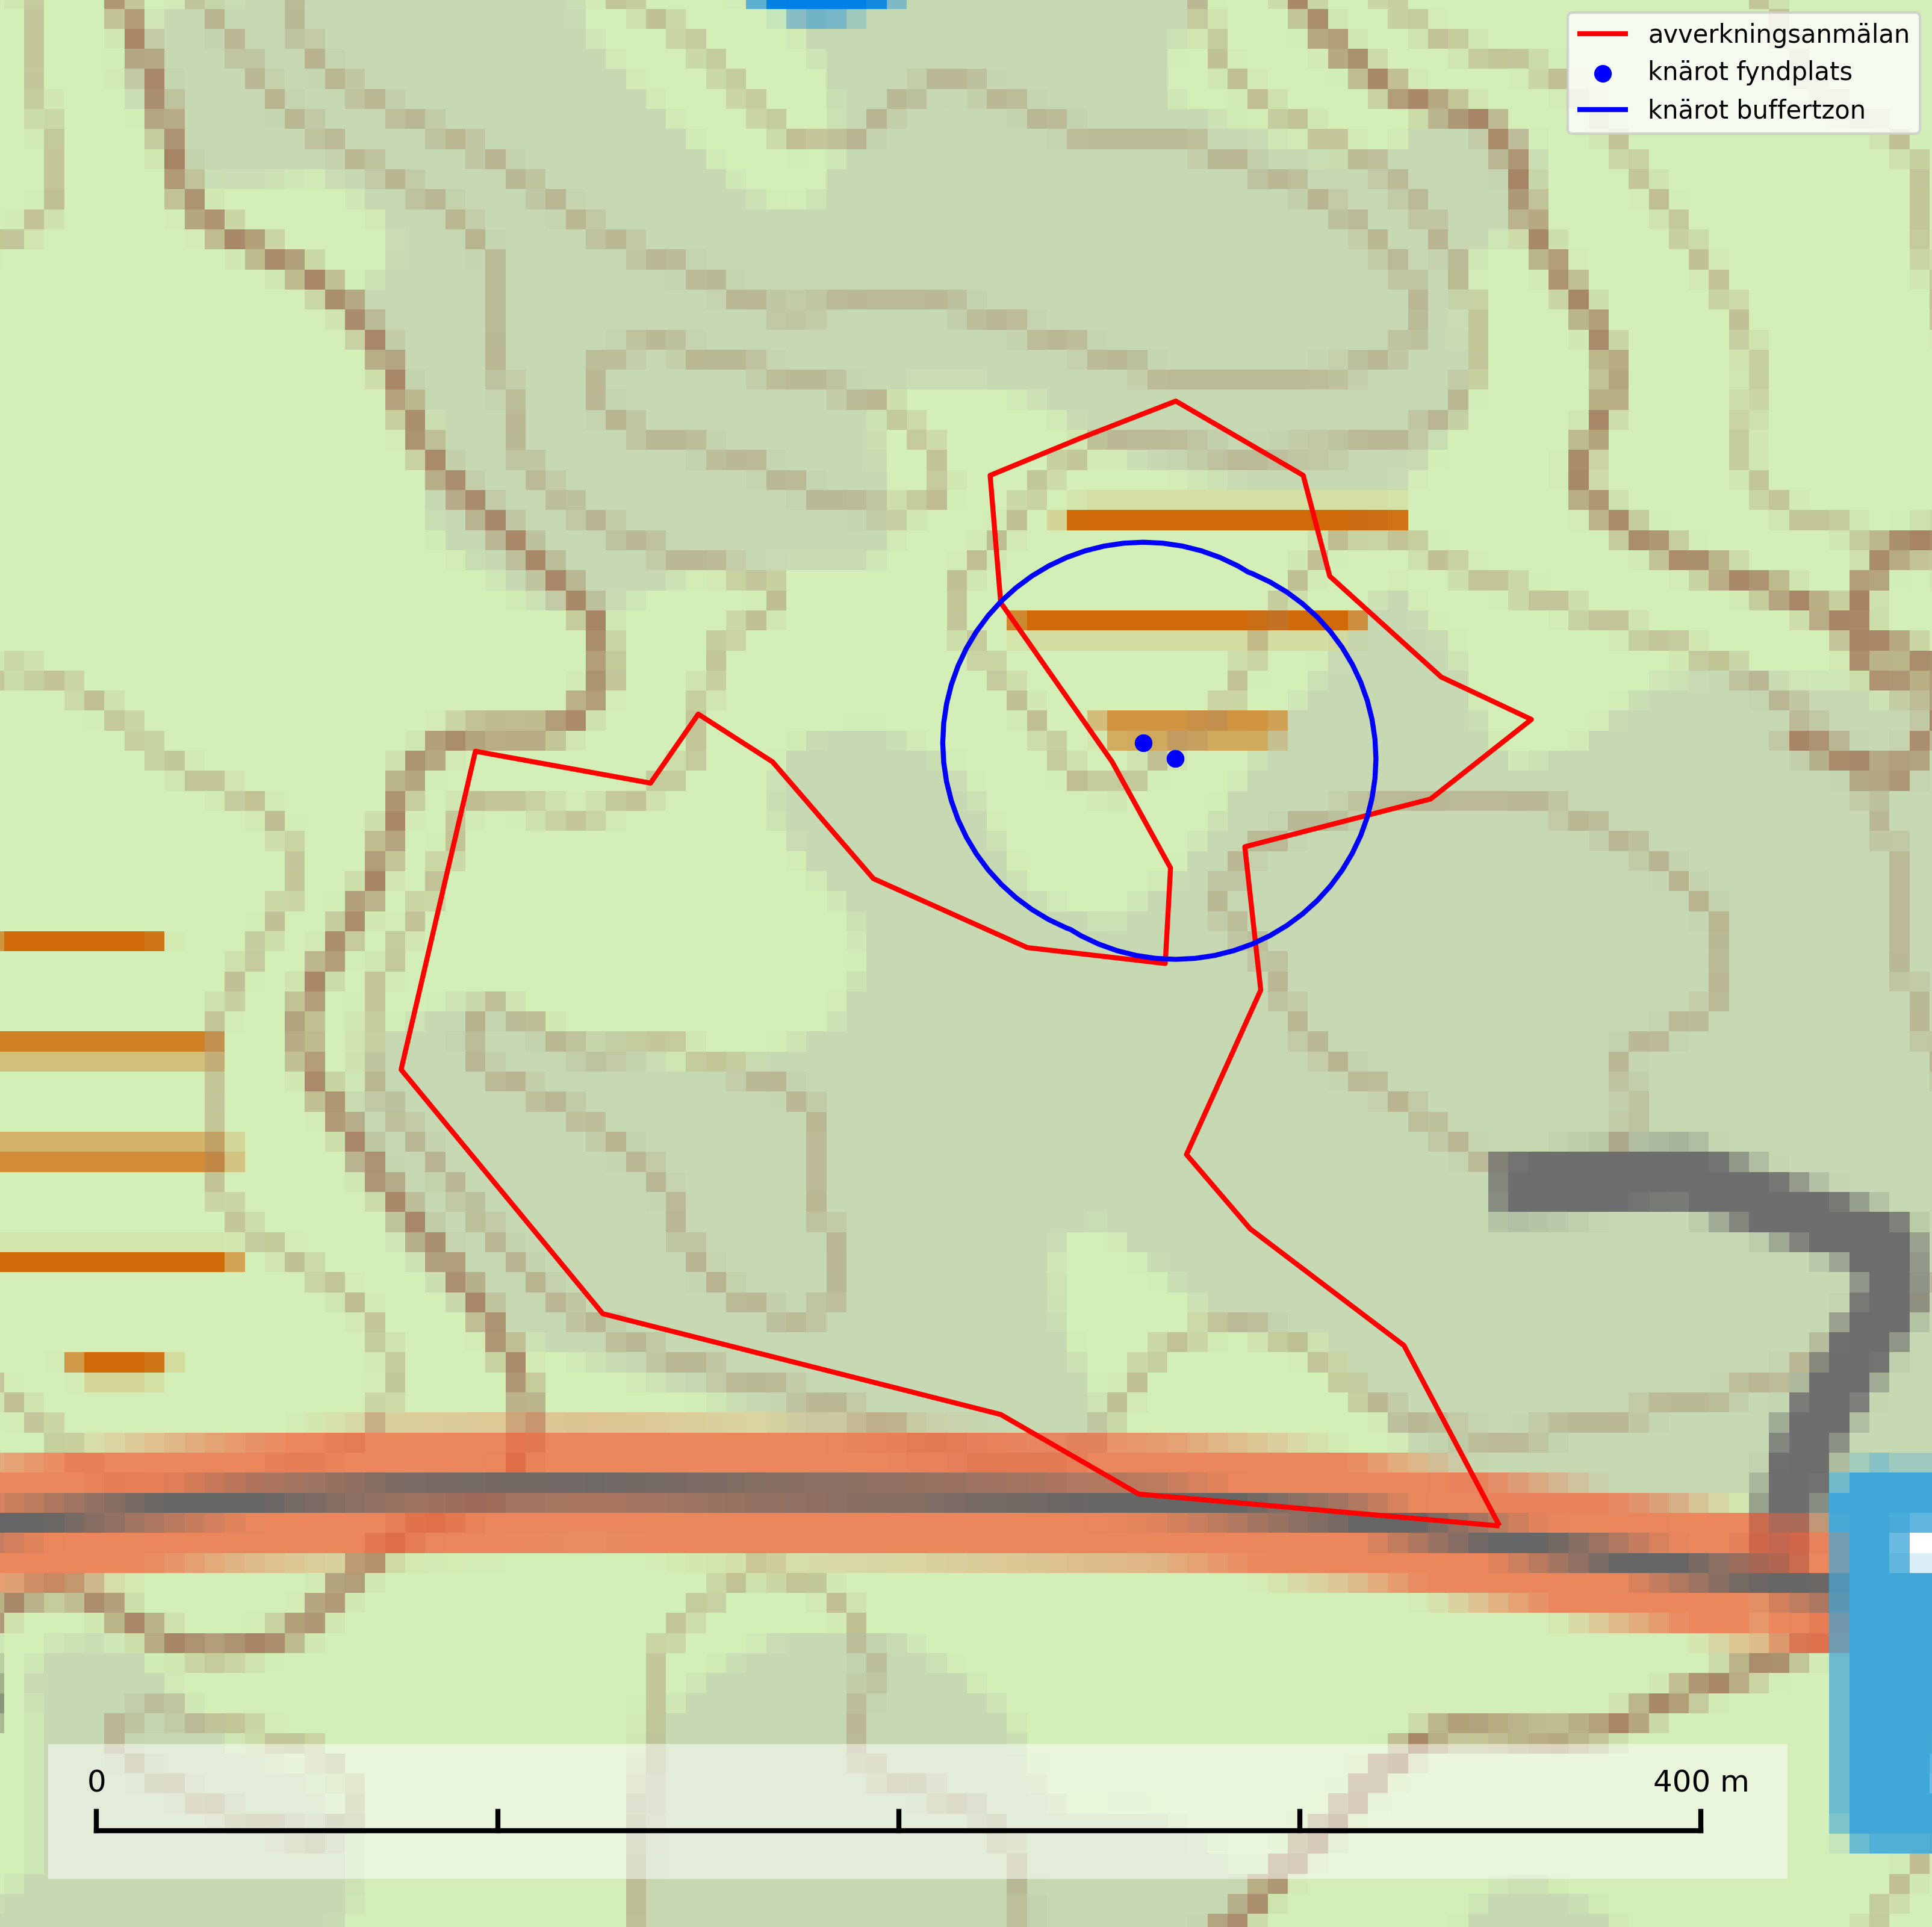 avverkningsanmälan
knärot fyndplats
knärot buffertzon
0
400 m